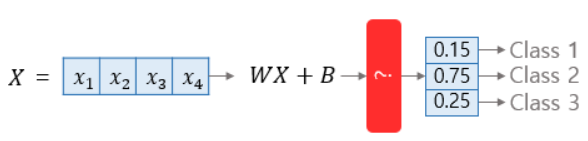 X = x₁ x₂ x₃ x₄ → WX + B → ? → 0.15 → Class 1
0.75 → Class 2
0.25 → Class 3